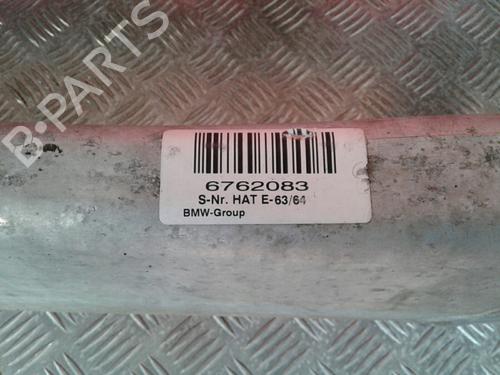 B-PARTS
6762083
S-Nr. HAT E-63/64
BMW-Group